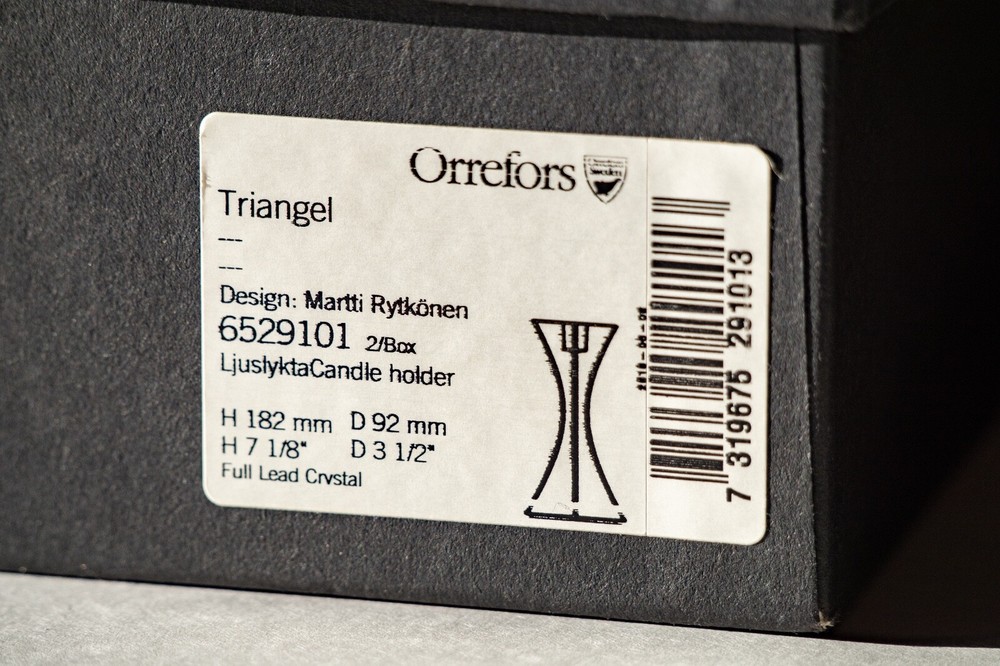 Orrefors
Sweden
Triangel
---
---
Design: Martti Rytkönen
6529101 2/Box
LjuslyktaCandle holder
H 182 mm D 92 mm
H 7 1/8" D 3 1/2"
Full Lead Crystal
7 319675 291013